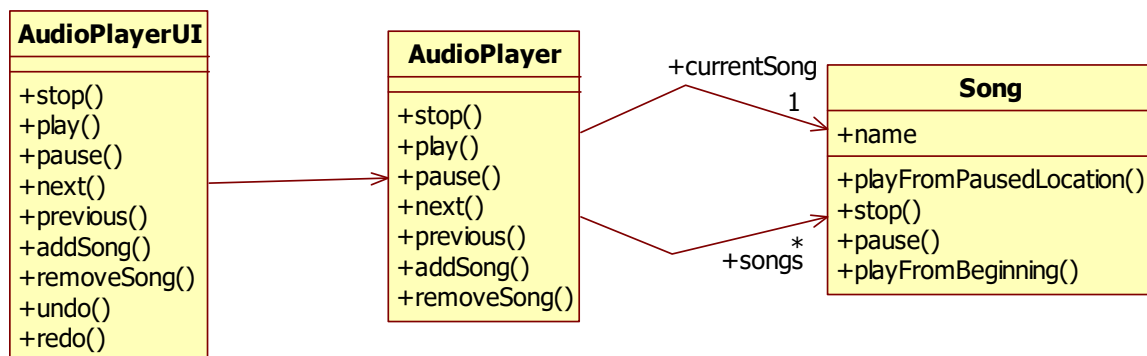 AudioPlayerUI
+stop()
+play()
+pause()
+next()
+previous()
+addSong()
+removeSong()
+undo()
+redo()
AudioPlayer
+stop()
+play()
+pause()
+next()
+previous()
+addSong()
+removeSong()
+currentSong
1
+songs
*
Song
+name
+playFromPausedLocation()
+stop()
+pause()
+playFromBeginning()